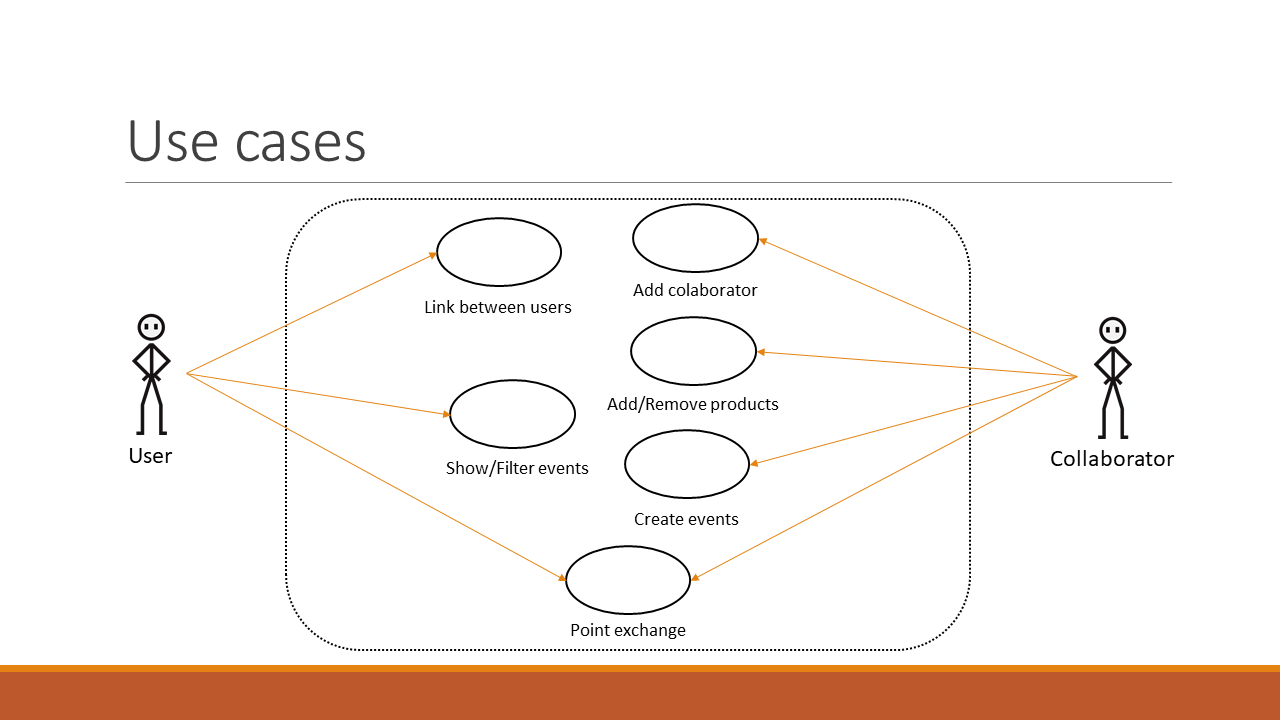 Use cases
Link between users
Add colaborator
Add/Remove products
Show/Filter events
Create events
Point exchange
User
Collaborator